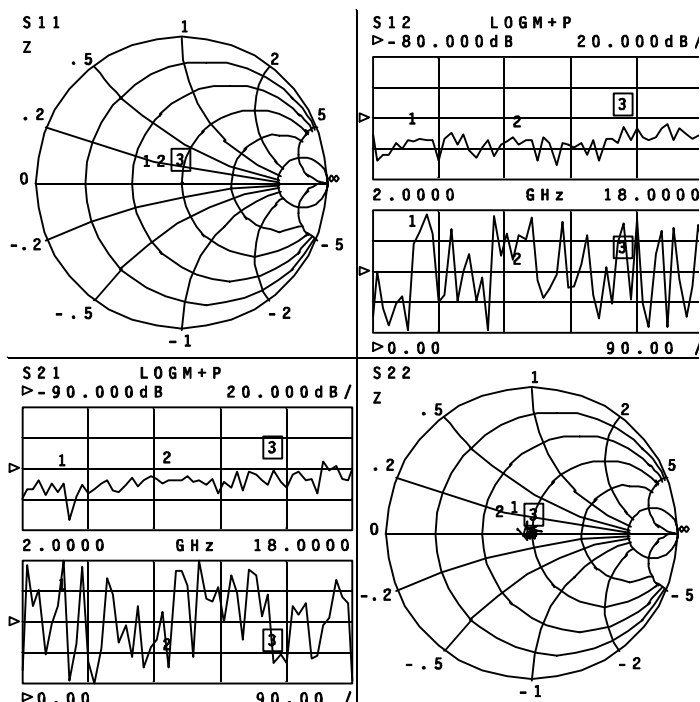 S11
Z
1
.5
2
.2
5
1 2 3
0
∞
-.2
-5
-.5
-2
-1
S12 LOGM+P
▷-80.000dB 20.000dB/
3
1
2
▷
2.0000 GHz 18.0000
1
3
2
▷
▷0.00 90.00 /
S21 LOGM+P
▷-90.000dB 20.000dB/
3
1
2
▷
2.0000 GHz 18.0000
1
▷
2
3
▷0.00 90.00 /
S22
Z
1
.5
2
.2
5
2 1 3
0
∞
-.2
-5
-.5
-2
-1